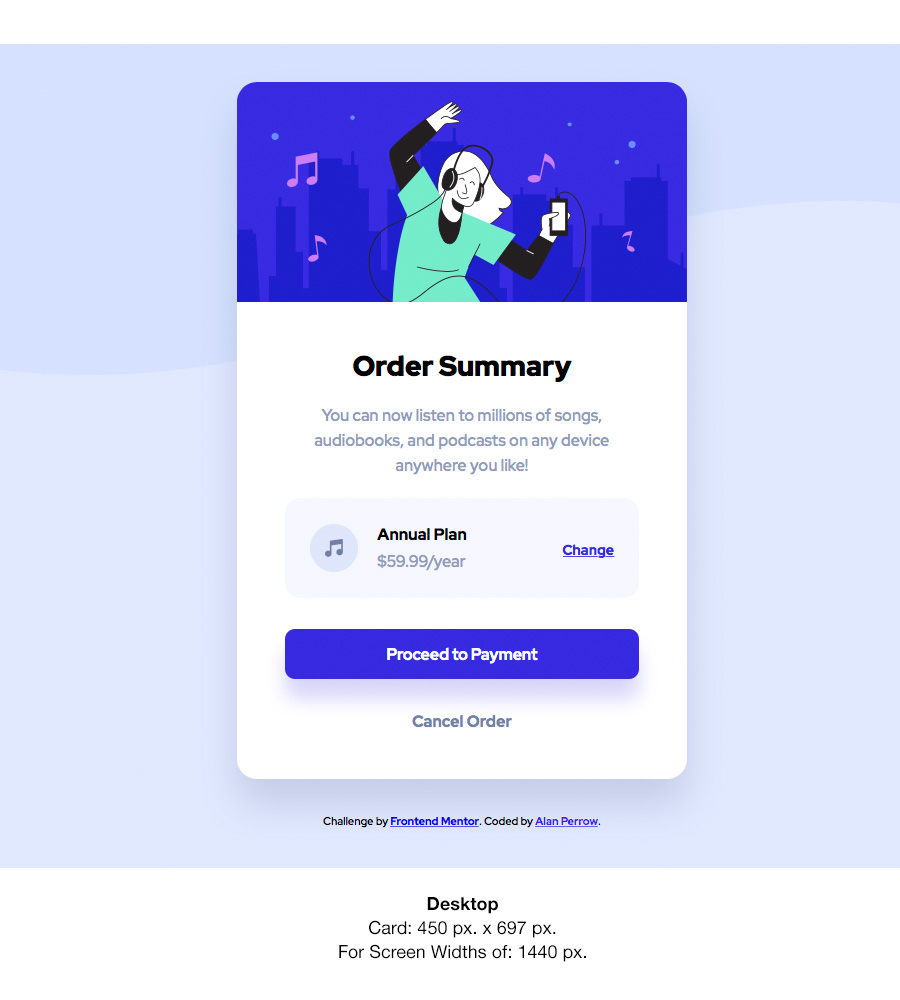 Order Summary
You can now listen to millions of songs,
audiobooks, and podcasts on any device
anywhere you like!
Annual Plan
$59.99/year
Change
Proceed to Payment
Cancel Order
Challenge by Frontend Mentor. Coded by Alan Perrow.
Desktop
Card: 450 px. x 697 px.
For Screen Widths of: 1440 px.